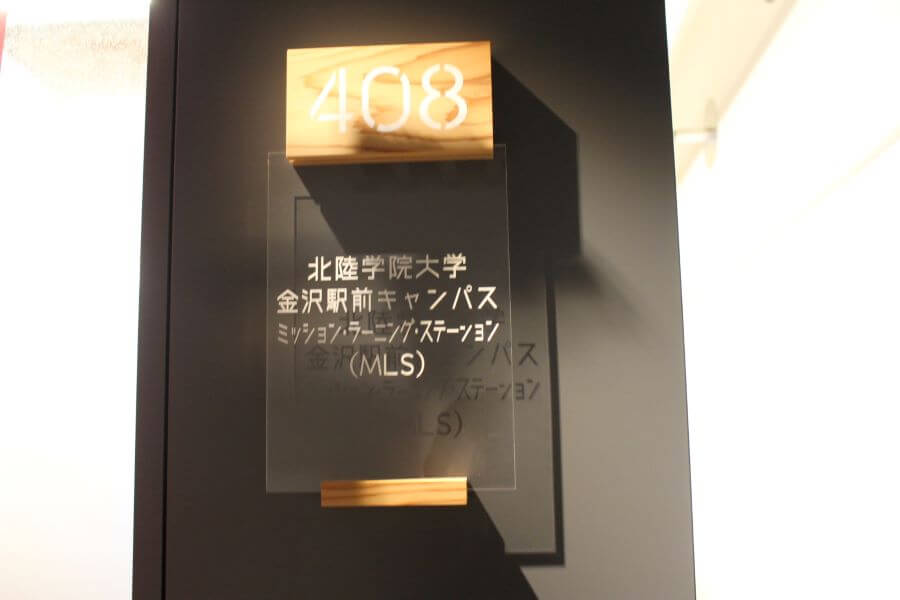 408
北陸学院大学
金沢駅前キャンパス
ミッション・ラーニング・ステーション
(MLS)